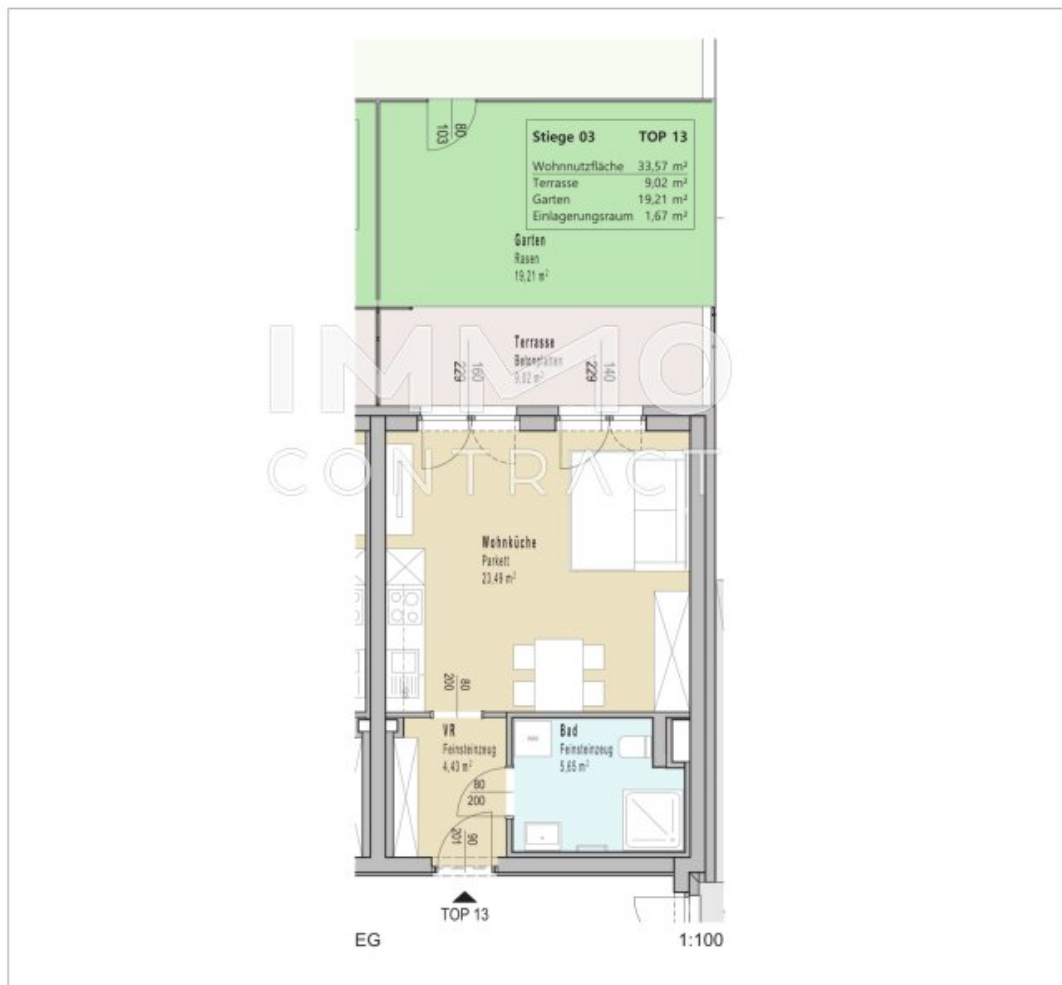 80
103
Stiege 03 TOP 13
Wohnnutzfläche 33,57 m²
Terrasse 9,02 m²
Garten 19,21 m²
Einlagerungsraum 1,67 m²
Garten
Rasen
19,21 m²
IMMO
CONTRACT
Terrasse
Betonplatten
9,02 m²
160
229
140
229
Wohnküche
Parkett
23,49 m²
80
200
VR
Feinsteinzeug
4,43 m²
Bad
Feinsteinzeug
5,65 m²
80
200
90
201
TOP 13
EG 1:100